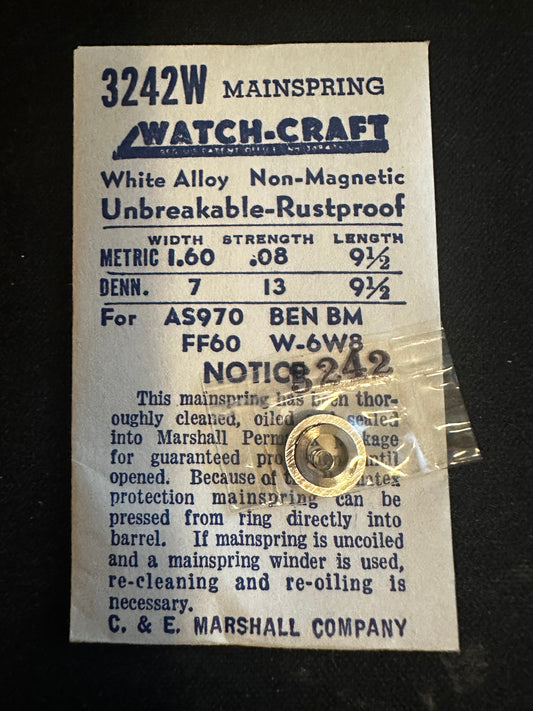 3242W MAINSPRING
WATCH-CRAFT
White Alloy Non-Magnetic
Unbreakable-Rustproof
WIDTH STRENGTH LENGTH
METRIC 1.60 .08 9½
DENN. 7 13 9½
For AS970 BEN BM
FF60 W-6W8
NOTICE 3242
This mainspring has been thor-
oughly cleaned, oiled sealed
into Marshall
for guaranteed until
opened. Because of
protection mainspring can be
pressed from ring directly into
barrel. If mainspring is uncoiled
and a mainspring winder is used,
re-cleaning and re-oiling is
necessary.
C. & E. MARSHALL COMPANY